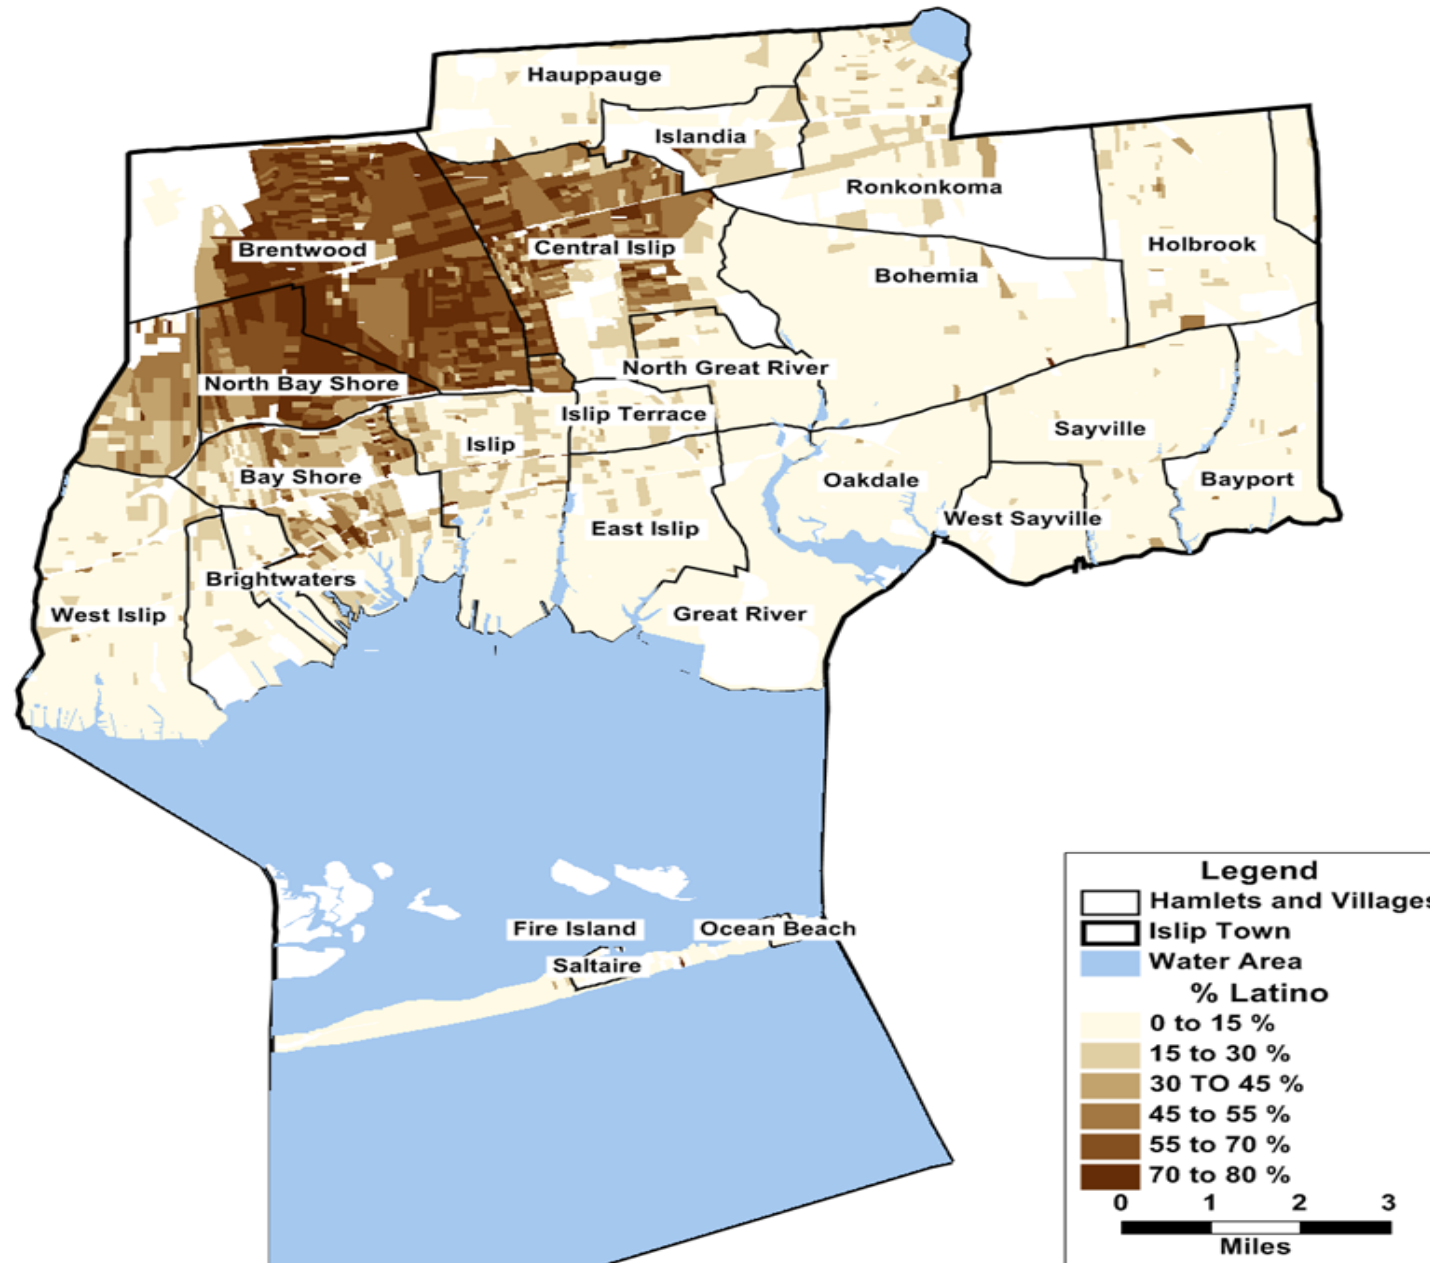 Hauppauge
Islandia
Ronkonkoma
Brentwood
Central Islip
Holbrook
Bohemia
North Great River
North Bay Shore
Islip Terrace
Islip
Sayville
Bay Shore
Oakdale
Bayport
West Sayville
East Islip
Brightwaters
West Islip
Great River
Fire Island
Ocean Beach
Saltaire
Legend
Hamlets and Villages
Islip Town
Water Area
% Latino
0 to 15 %
15 to 30 %
30 TO 45 %
45 to 55 %
55 to 70 %
70 to 80 %
0 1 2 3
Miles